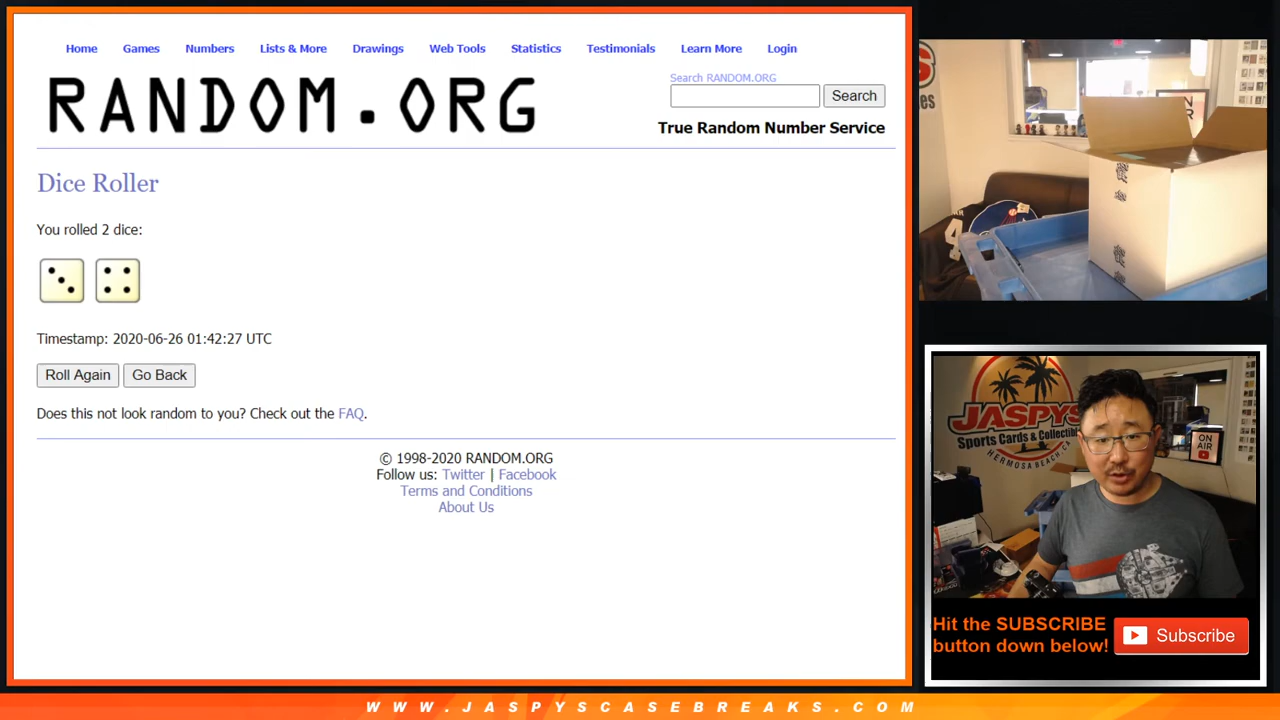 Home Games Numbers Lists & More Drawings Web Tools Statistics Testimonials Learn More Login
RANDOM.ORG
Search RANDOM.ORG
Search
True Random Number Service
Dice Roller
You rolled 2 dice:
Timestamp: 2020-06-26 01:42:27 UTC
Roll Again Go Back
Does this not look random to you? Check out the FAQ.
© 1998-2020 RANDOM.ORG
Follow us: Twitter | Facebook
Terms and Conditions
About Us
JASPYS
Sports Cards & Collectibl
HERMOSA BEACH, CA
ON
AIR
Hit the SUBSCRIBE
button down below!
Subscribe
WWW.JASPYSCASEBREAKS.COM